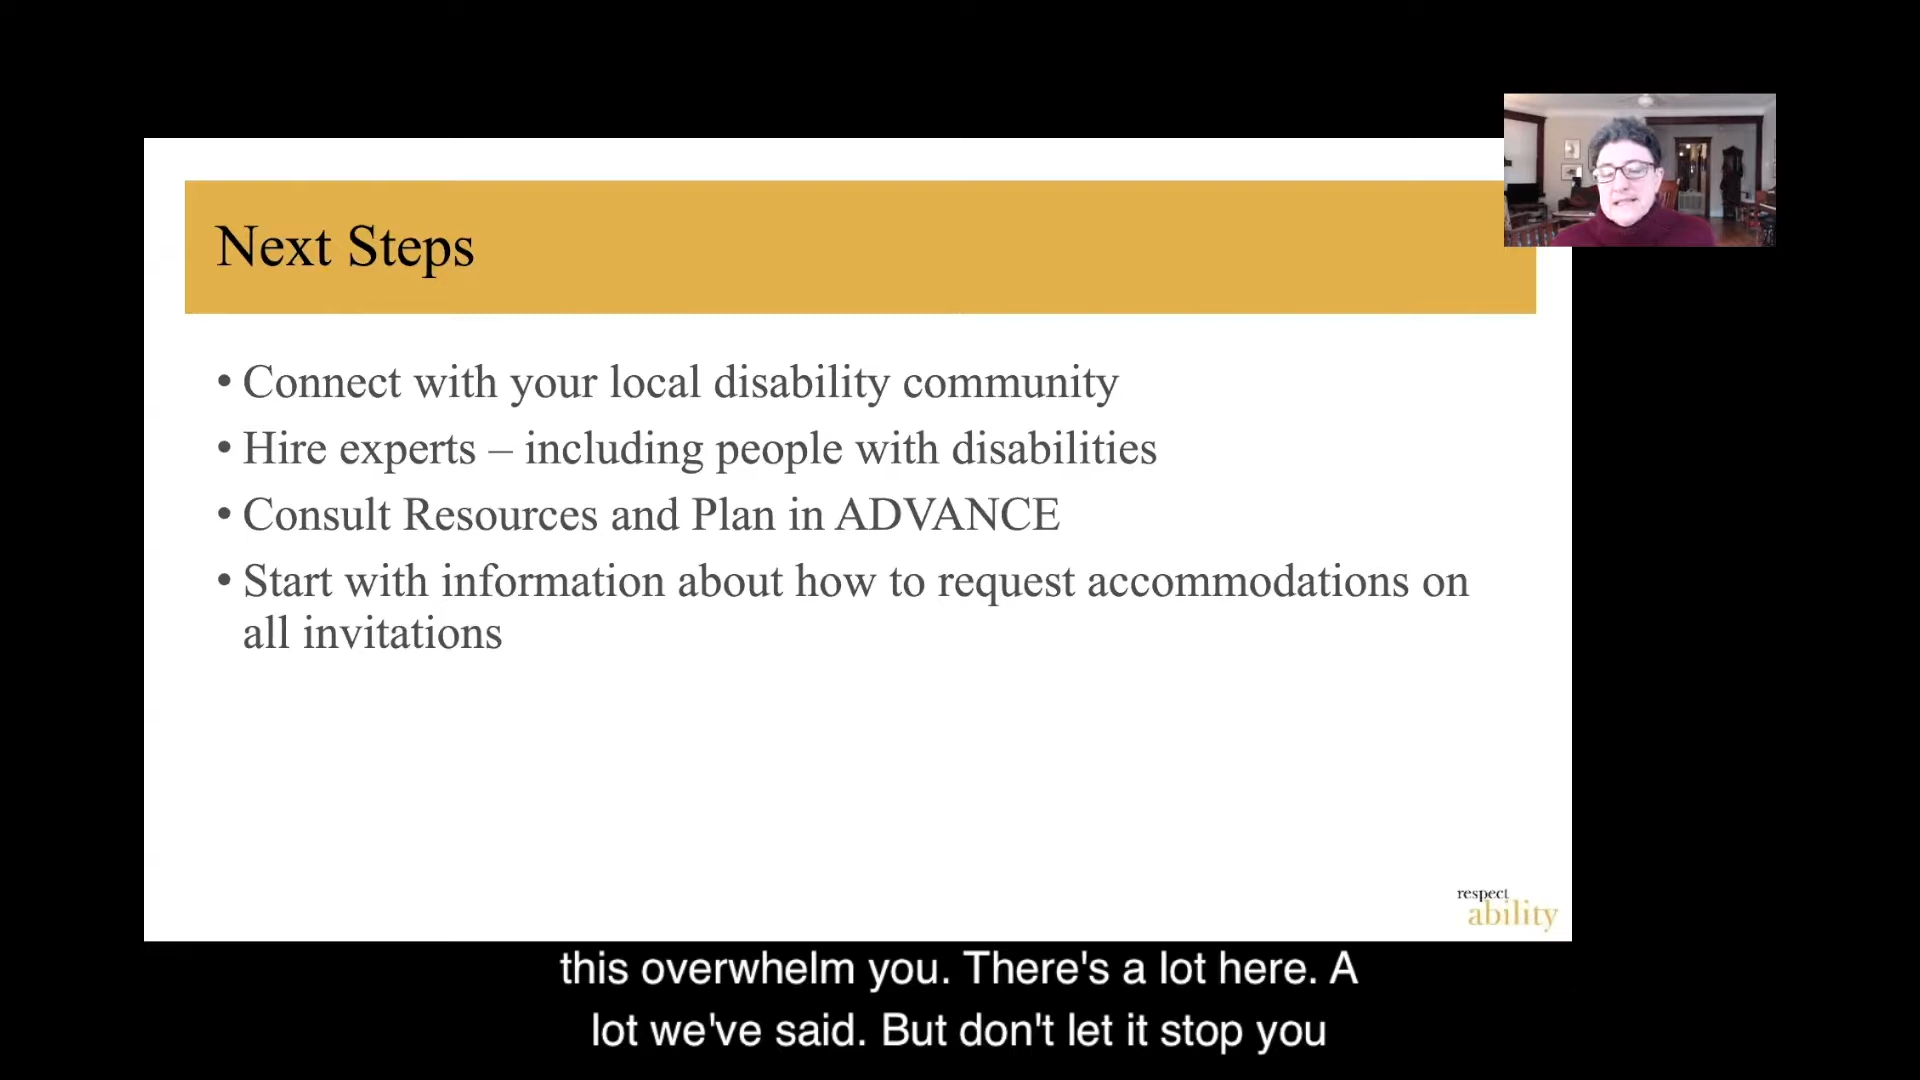 Next Steps
• Connect with your local disability community
• Hire experts – including people with disabilities
• Consult Resources and Plan in ADVANCE
• Start with information about how to request accommodations on
all invitations
respect
ability
this overwhelm you. There's a lot here. A
lot we've said. But don't let it stop you